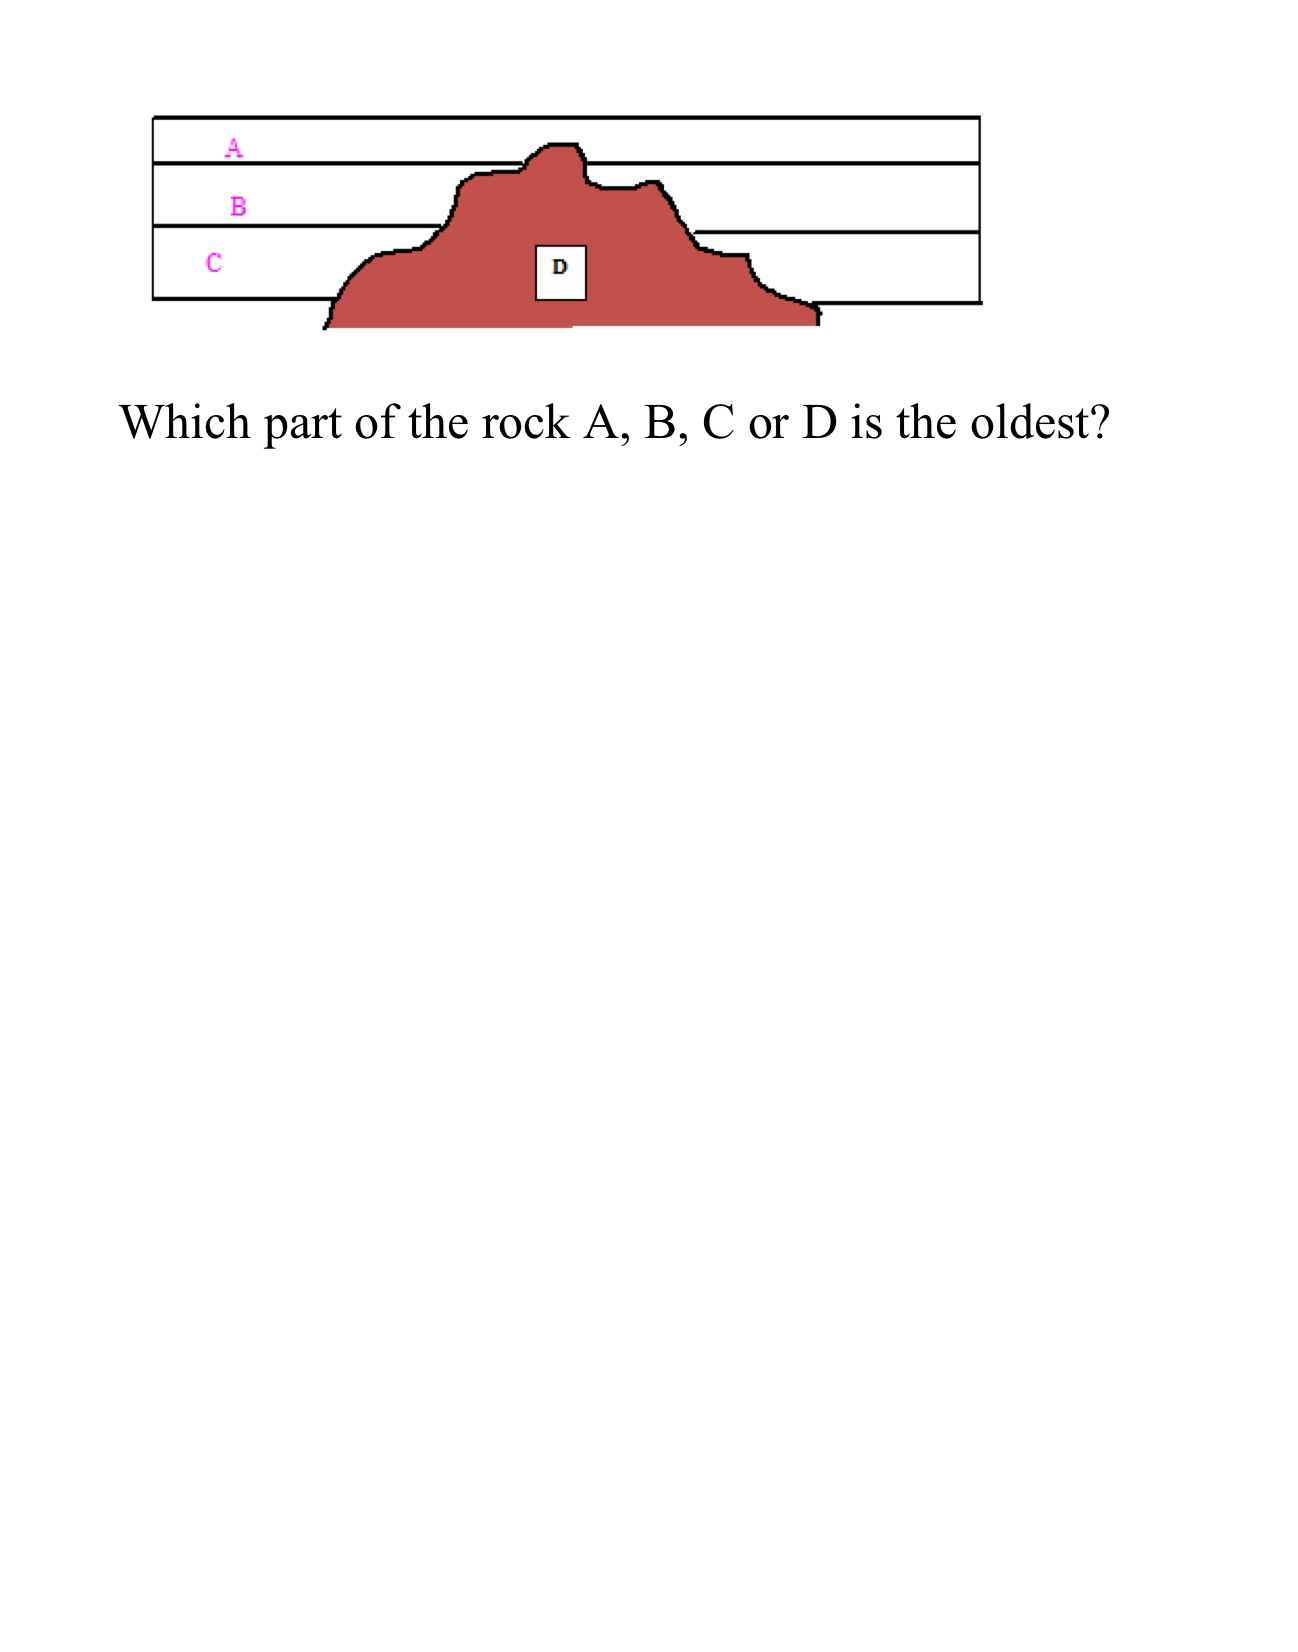 A
B
C
D
Which part of the rock A, B, C or D is the oldest?